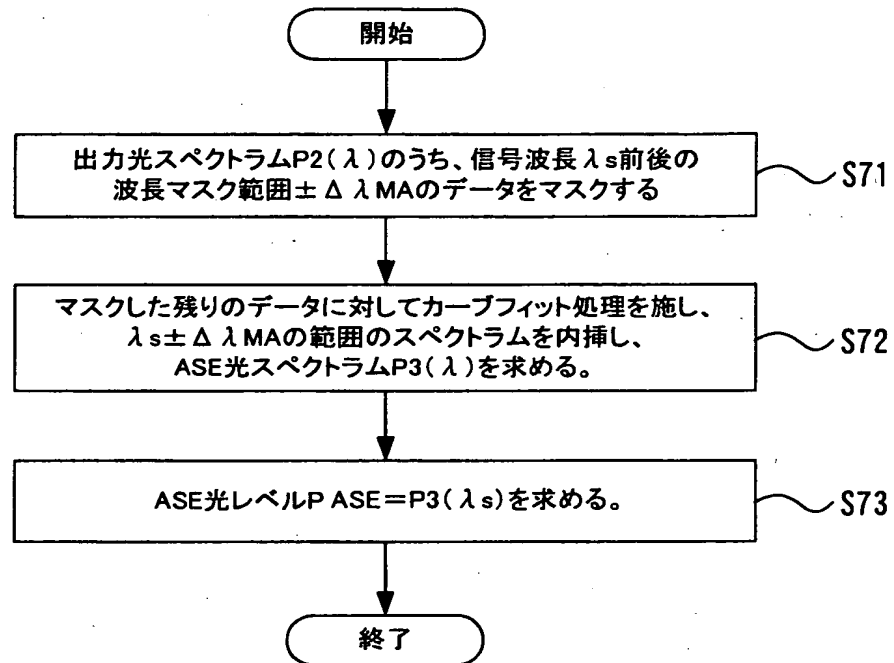 開始
出力光スペクトラムP2(λ)のうち、信号波長λs前後の
波長マスク範囲±ΔλMAのデータをマスクする
S71
マスクした残りのデータに対してカーブフィット処理を施し、
λs±ΔλMAの範囲のスペクトラムを内挿し、
ASE光スペクトラムP3(λ)を求める。
S72
ASE光レベルP ASE=P3(λs)を求める。
S73
終了